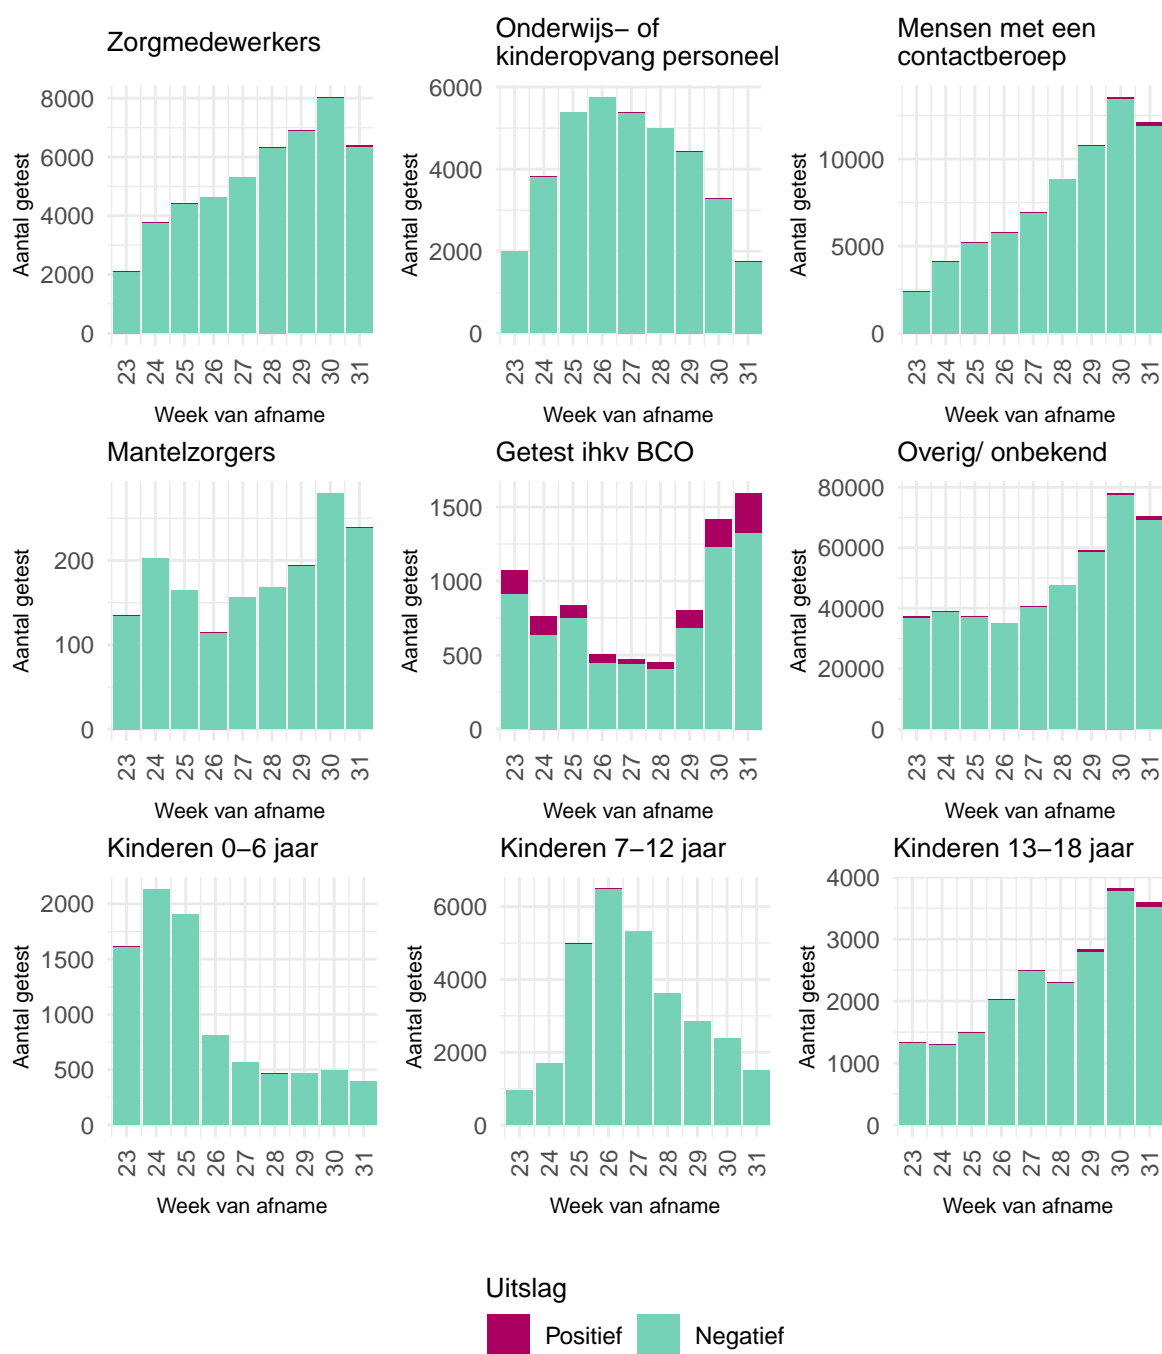 Zorgmedewerkers
Aantal getest
8000
6000
4000
2000
0
23 24 25 26 27 28 29 30 31
Week van afname
Onderwijs– of
kinderopvang personeel
Aantal getest
6000
4000
2000
0
23 24 25 26 27 28 29 30 31
Week van afname
Mensen met een
contactberoep
Aantal getest
10000
5000
0
23 24 25 26 27 28 29 30 31
Week van afname
Mantelzorgers
Aantal getest
200
100
0
23 24 25 26 27 28 29 30 31
Week van afname
Getest ihkv BCO
Aantal getest
1500
1000
500
0
23 24 25 26 27 28 29 30 31
Week van afname
Overig/ onbekend
Aantal getest
80000
60000
40000
20000
0
23 24 25 26 27 28 29 30 31
Week van afname
Kinderen 0–6 jaar
Aantal getest
2000
1500
1000
500
0
23 24 25 26 27 28 29 30 31
Week van afname
Kinderen 7–12 jaar
Aantal getest
6000
4000
2000
0
23 24 25 26 27 28 29 30 31
Week van afname
Kinderen 13–18 jaar
Aantal getest
4000
3000
2000
1000
0
23 24 25 26 27 28 29 30 31
Week van afname
Uitslag
Positief Negatief